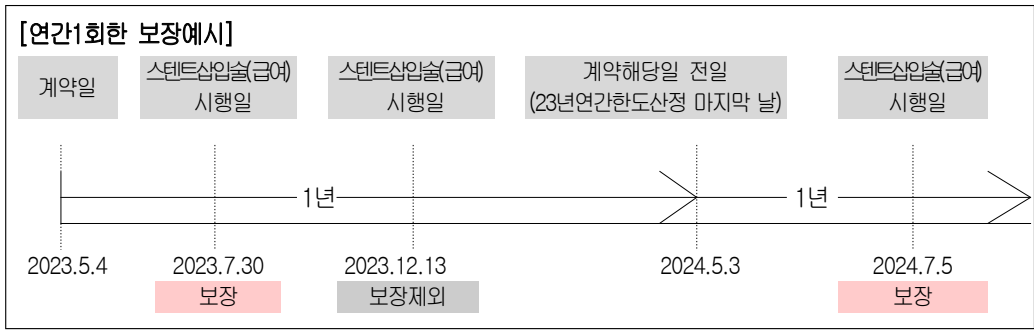 [연간1회한 보장예시]
계약일
스텐트삽입술(급여)
시행일
스텐트삽입술(급여)
시행일
계약해당일 전일
(23년연간한도산정 마지막 날)
스텐트삽입술(급여)
시행일
1년
1년
2023.5.4
2023.7.30
2023.12.13
2024.5.3
2024.7.5
보장
보장제외
보장